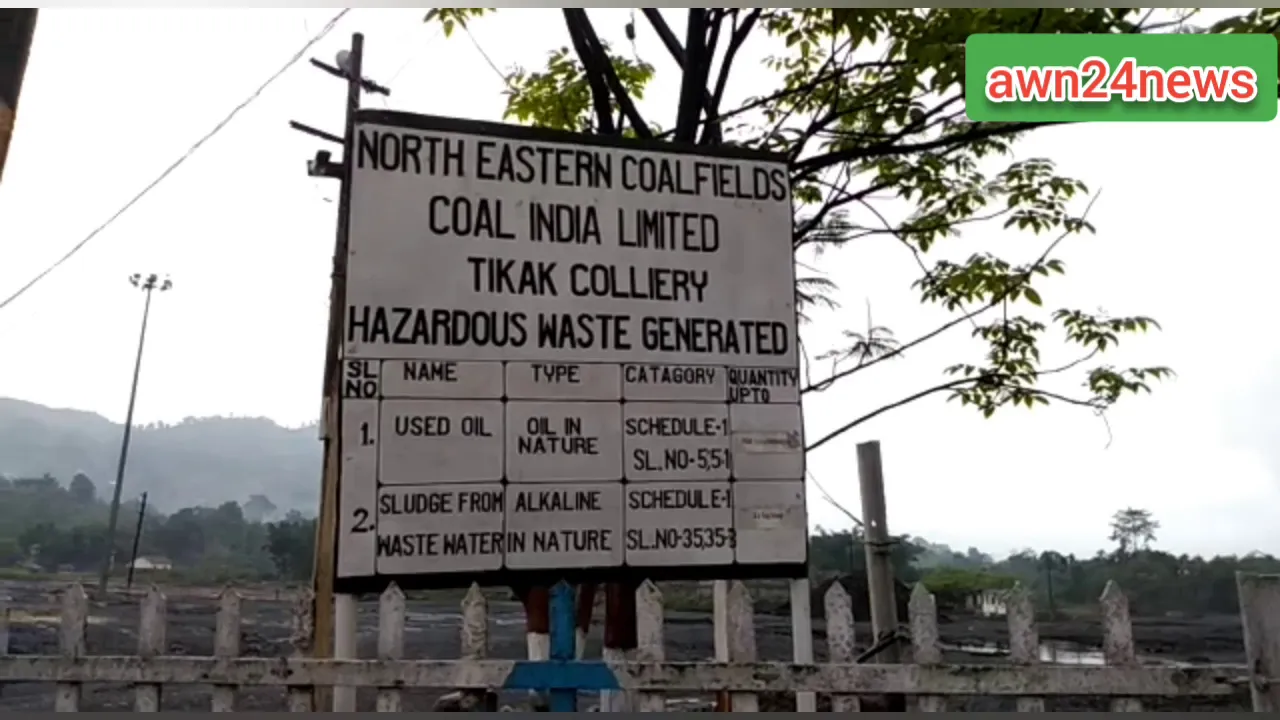 awn24news
NORTH EASTERN COALFIELDS
COAL INDIA LIMITED
TIKAK COLLIERY
HAZARDOUS WASTE GENERATED
SL NO NAME TYPE CATAGORY QUANTITY UPTO
1. USED OIL OIL IN NATURE SCHEDULE-1 SL.NO-5,5·1
2. SLUDGE FROM WASTE WATER ALKALINE IN NATURE SCHEDULE-1 SL.NO-35,35-3